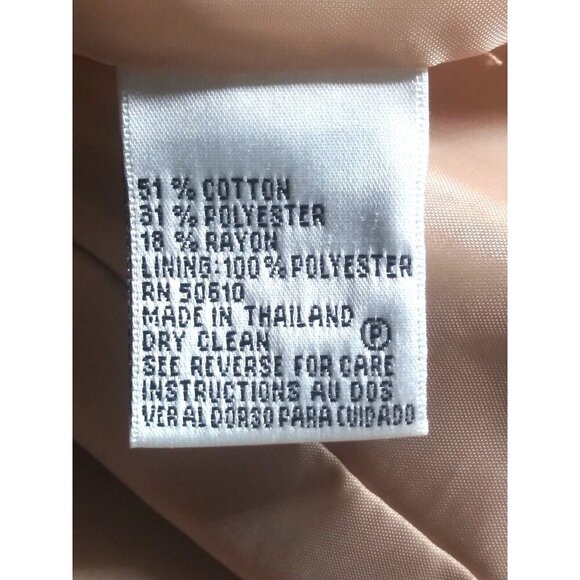 51 % COTTON
31 % POLYESTER
18 % RAYON
LINING:100% POLYESTER
RN 50610
MADE IN THAILAND
DRY CLEAN Ⓟ
SEE REVERSE FOR CARE
INSTRUCTIONS AU DOS
VER AL DORSO PARA CUIDADO